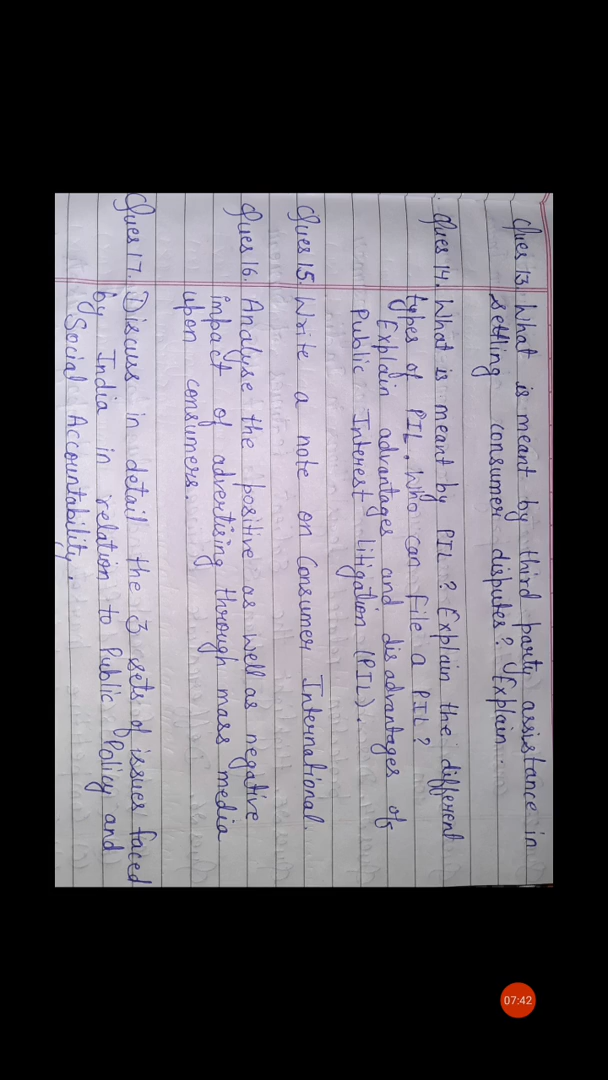 Ques 13. What is meant by third party assistance in
settling consumer disputes? Explain.
Ques 14. What is meant by PIL? Explain the different
types of PIL. Who can file a PIL?
Explain advantages and disadvantages of
Public Interest litigation (PIL).
Ques 15. Write a note on Consumer International.
Ques 16. Analyse the positive as well as negative
impact of advertising through mass media
upon consumers.
Ques 17. Discuss in detail the 3 sets of issues faced
by India in relation to Public Policy and
Social Accountability.
07:42